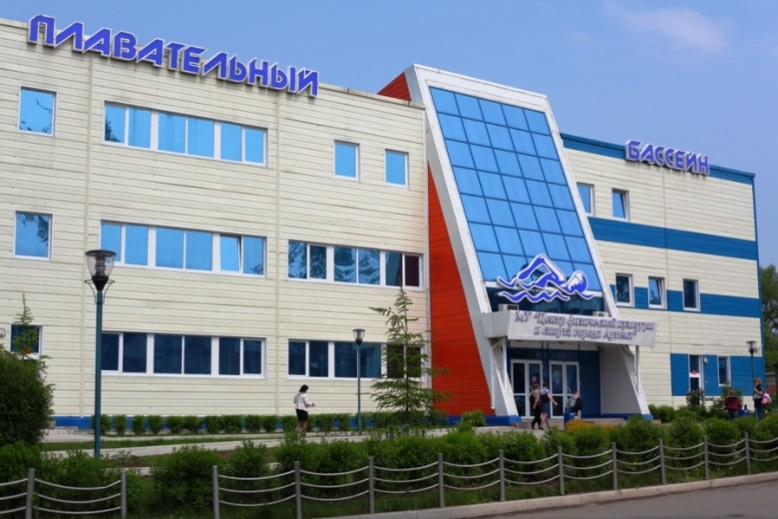 ПЛАВАТЕЛЬНЫЙ
БАССЕЙН
МУ "Центр физической культуры
и спорта города Артема"